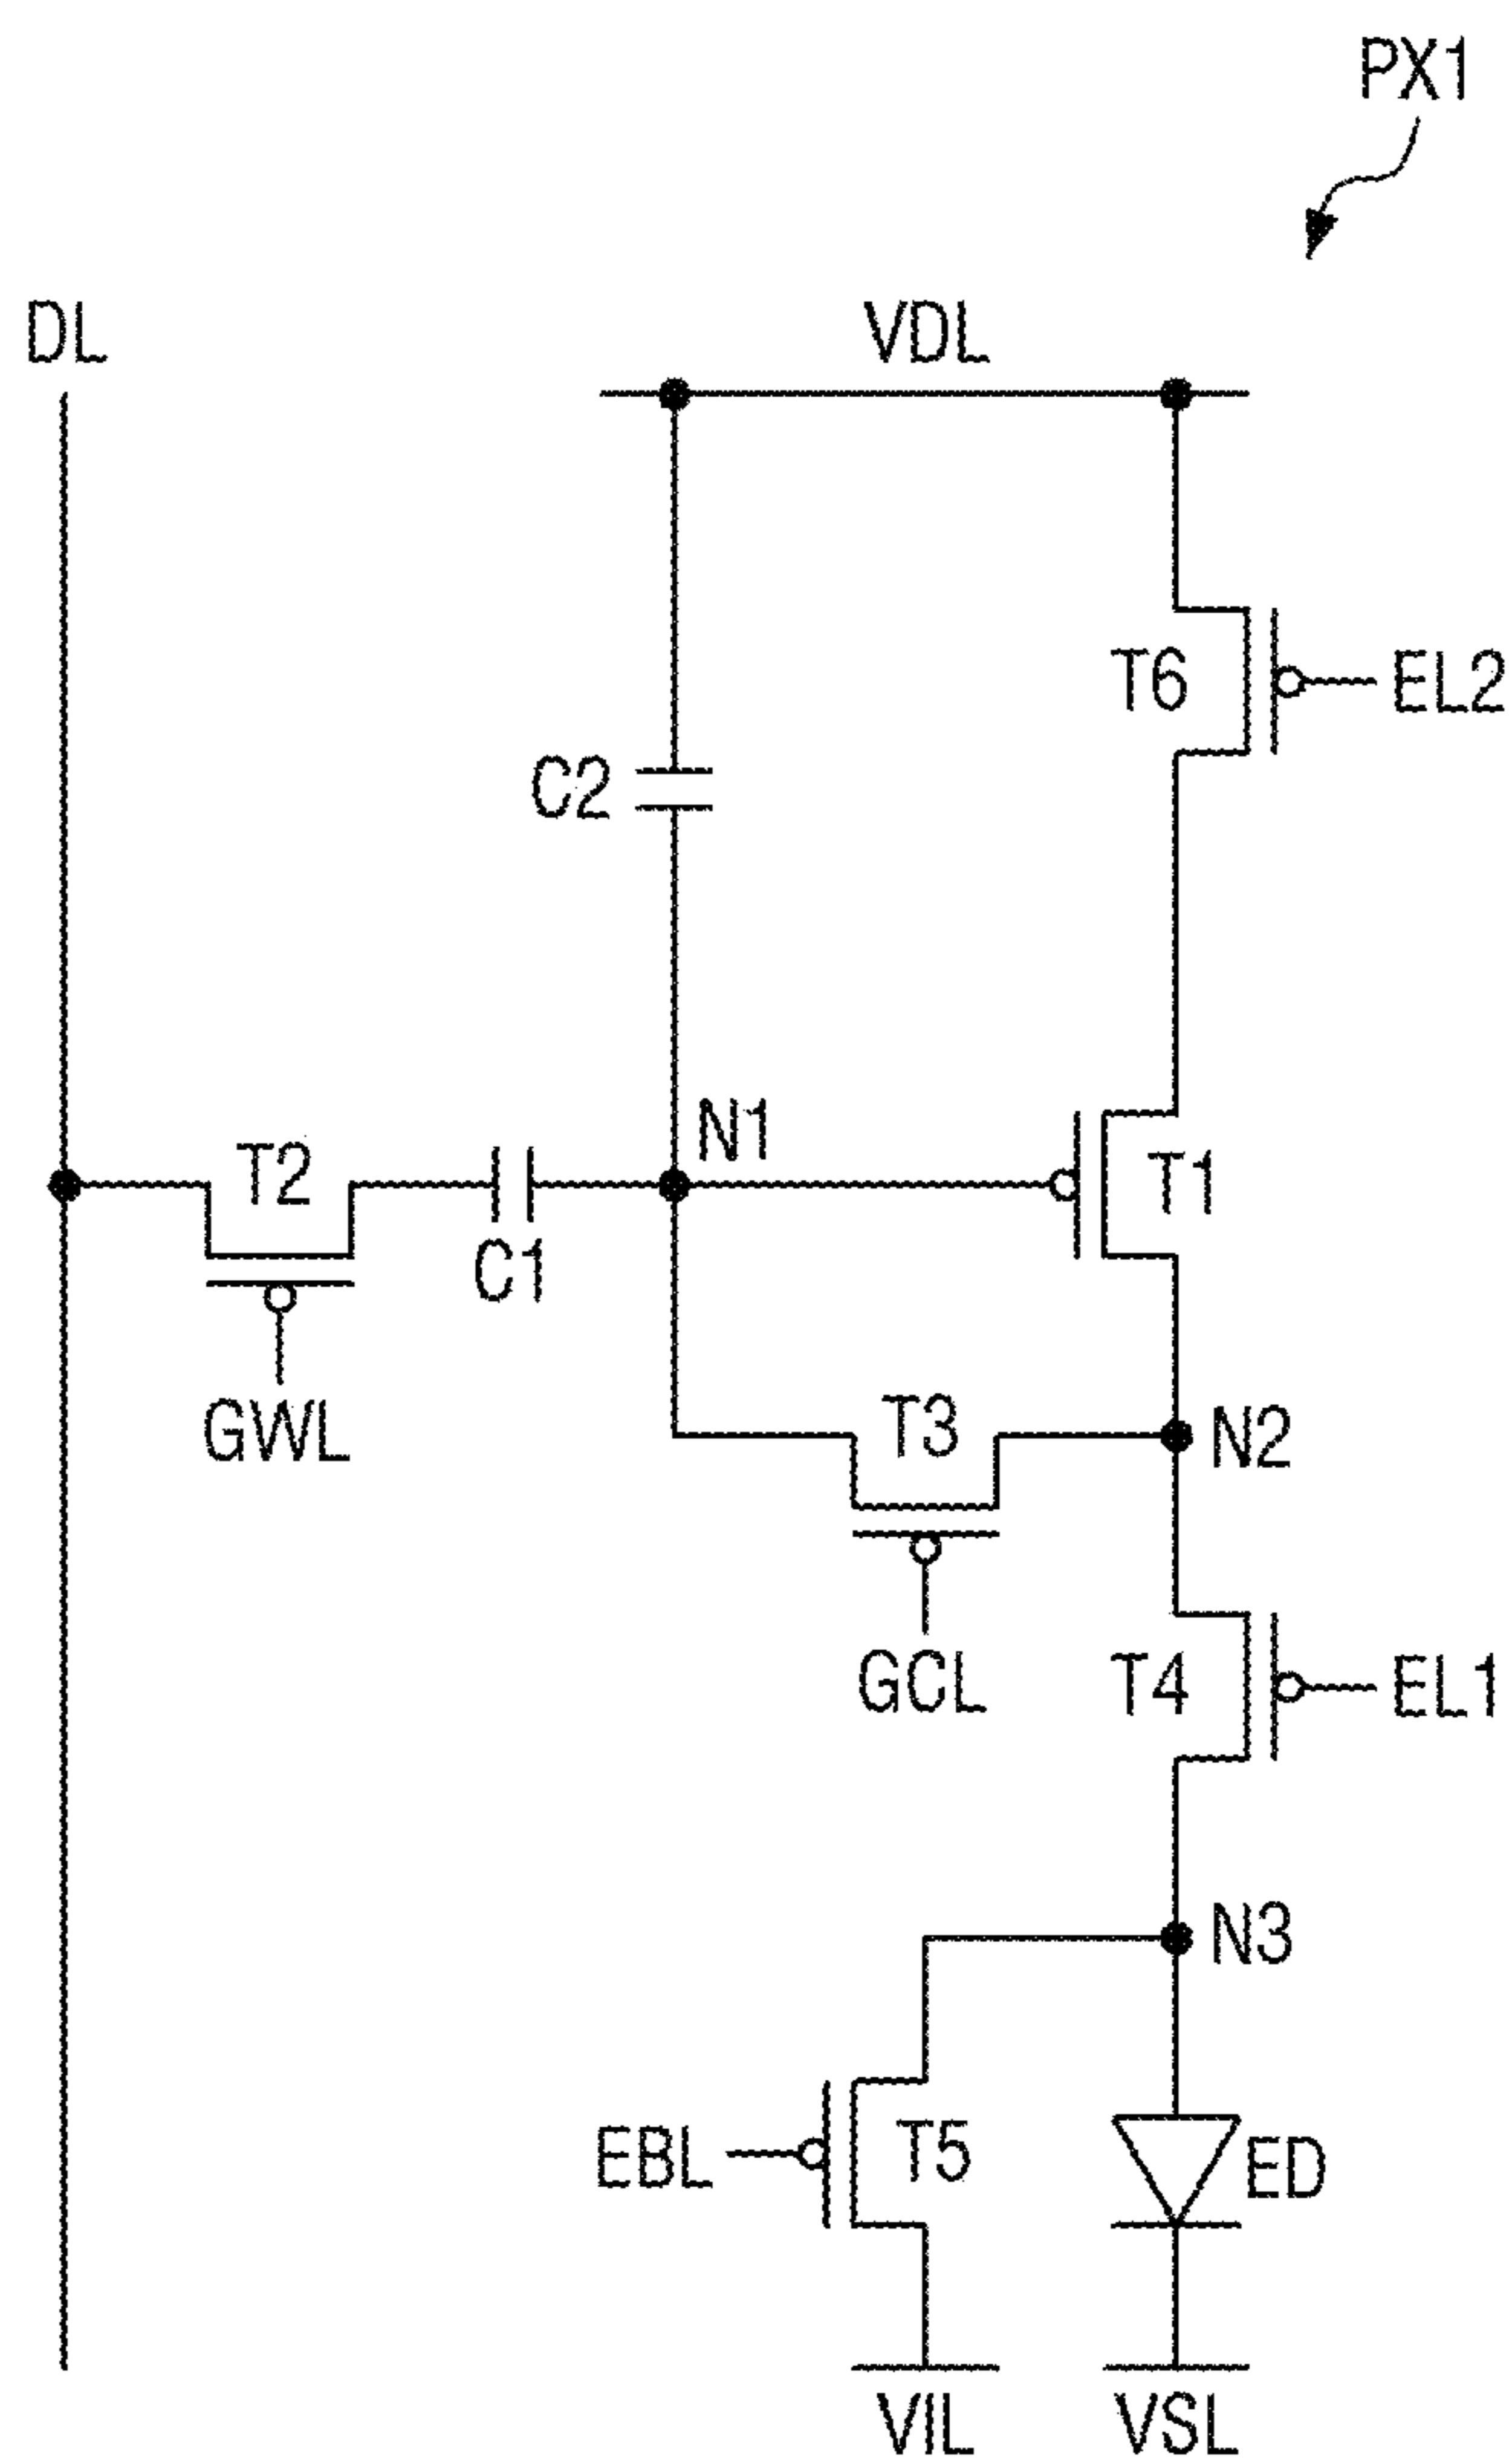 PX1
DL
VDL
T6
EL2
C2
N1
T2
T1
C1
GWL
T3
N2
GCL
T4
EL1
N3
EBL
T5
ED
VIL
VSL